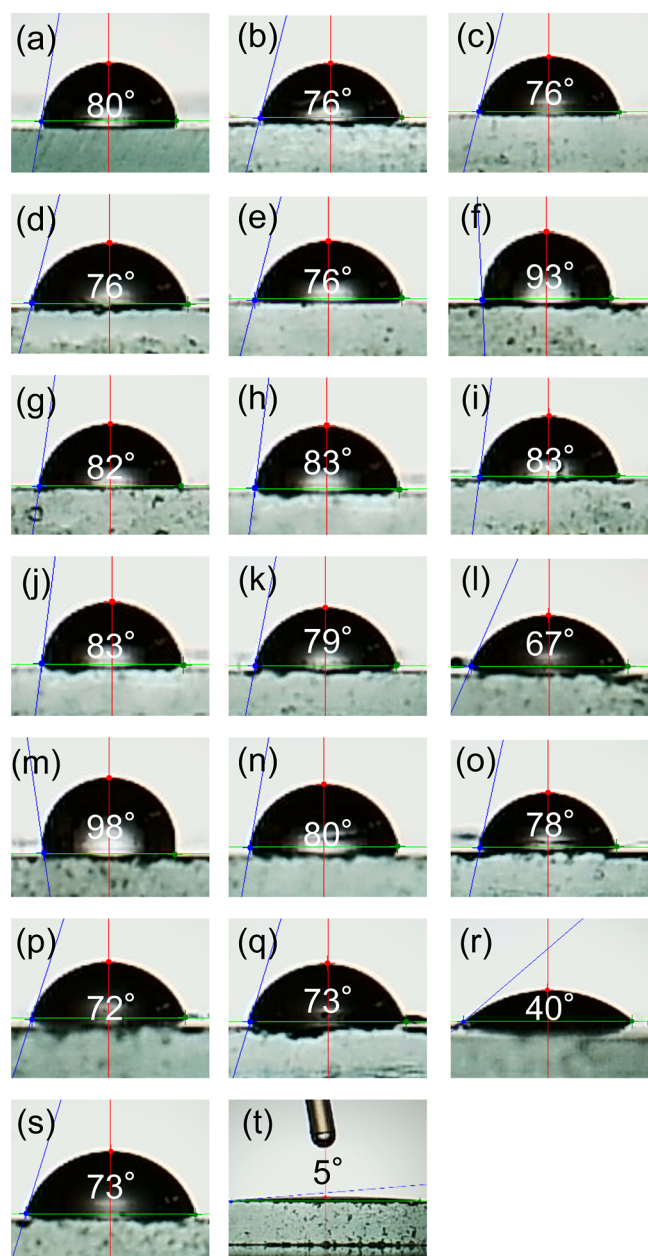 (a) (b) (c)
80° 76° 76°
(d) (e) (f)
76° 76° 93°
(g) (h) (i)
82° 83° 83°
(j) (k) (l)
83° 79° 67°
(m) (n) (o)
98° 80° 78°
(p) (q) (r)
72° 73° 40°
(s) (t)
73° 5°